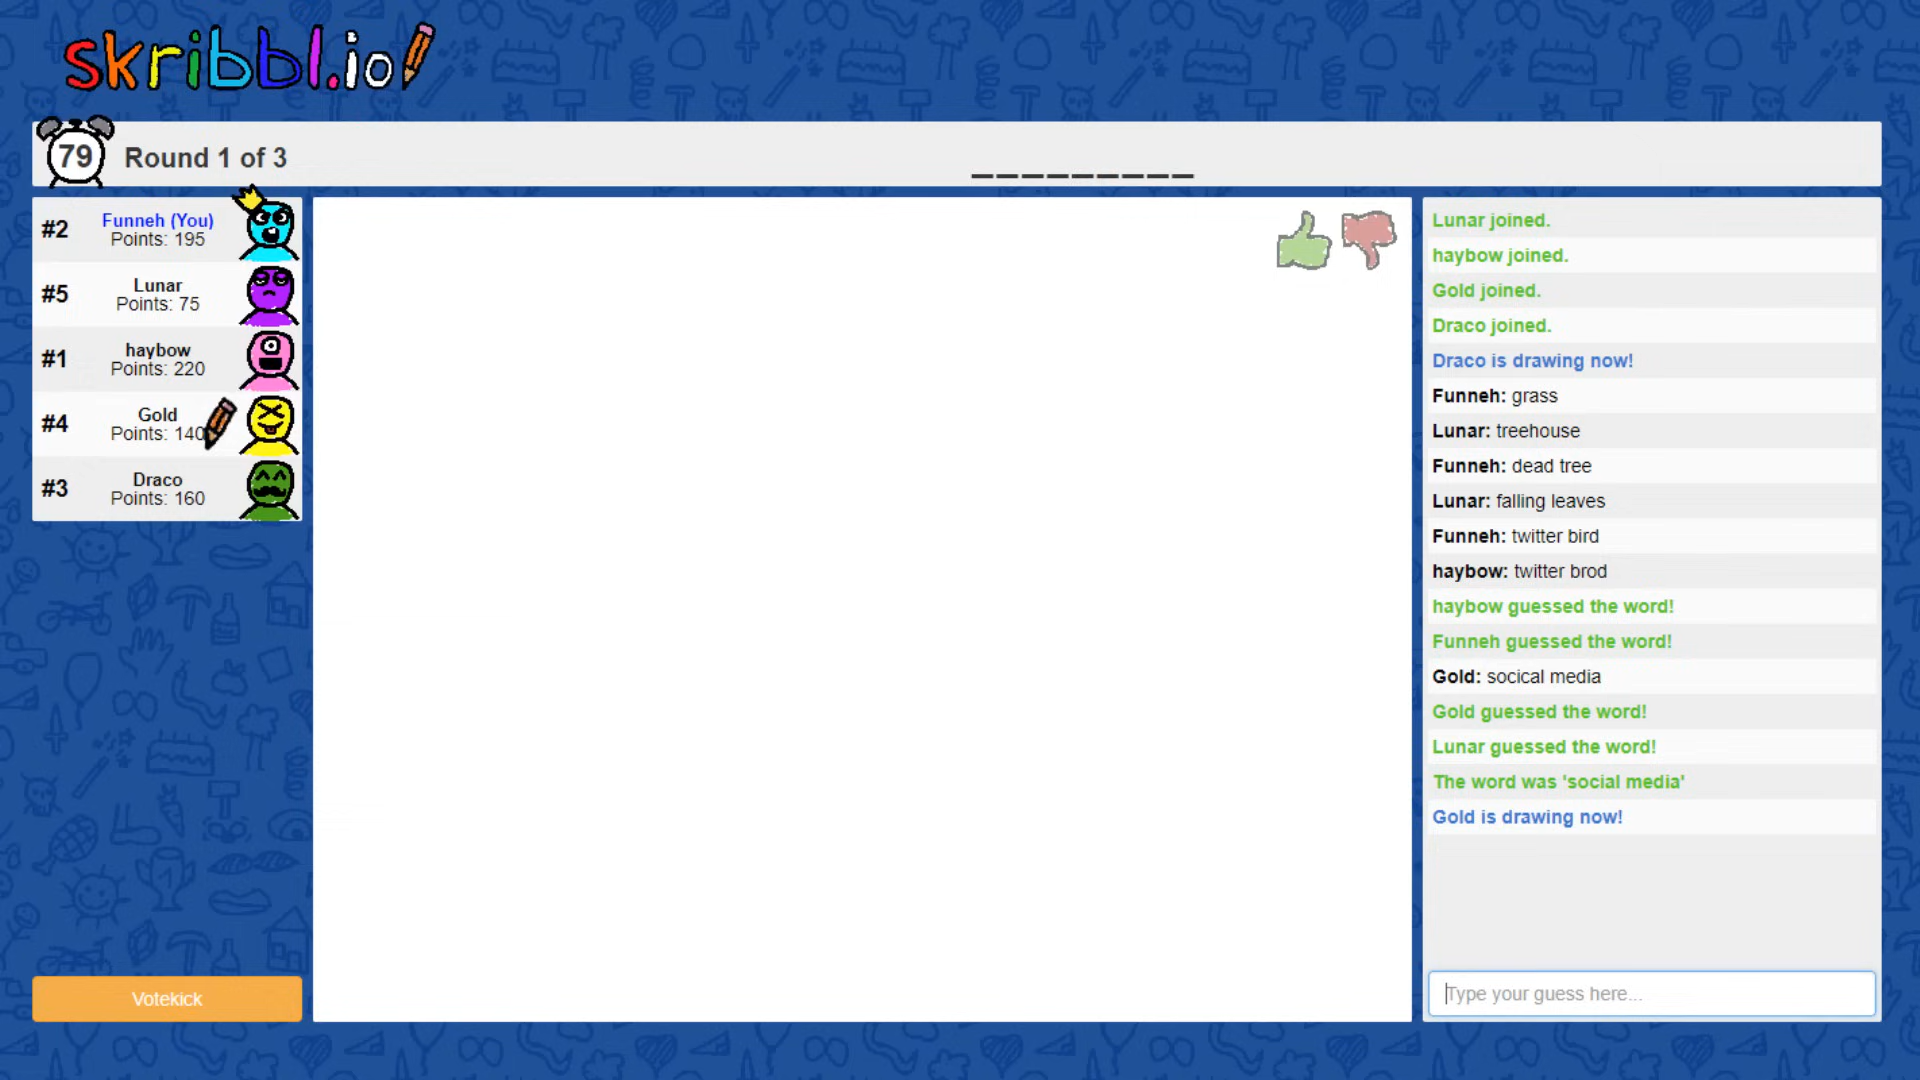 skribbl.io
79
Round 1 of 3
_________
#2
Funneh (You)
Points: 195
#5
Lunar
Points: 75
#1
haybow
Points: 220
#4
Gold
Points: 140
#3
Draco
Points: 160
Votekick
Lunar joined.
haybow joined.
Gold joined.
Draco joined.
Draco is drawing now!
Funneh: grass
Lunar: treehouse
Funneh: dead tree
Lunar: falling leaves
Funneh: twitter bird
haybow: twitter brod
haybow guessed the word!
Funneh guessed the word!
Gold: socical media
Gold guessed the word!
Lunar guessed the word!
The word was 'social media'
Gold is drawing now!
Type your guess here...